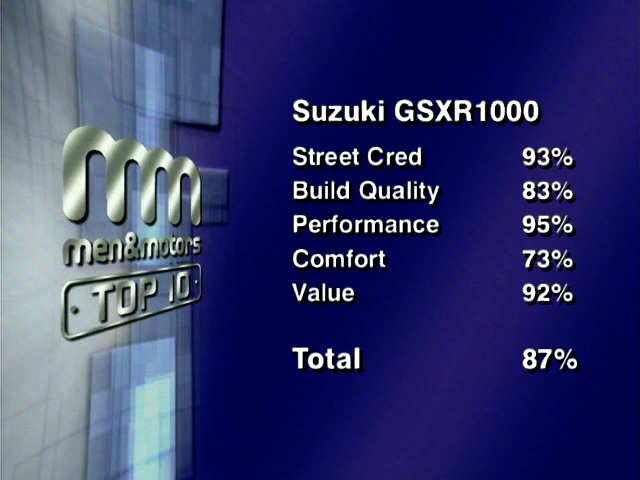 men&motors
TOP 10
Suzuki GSXR1000
Street Cred 93%
Build Quality 83%
Performance 95%
Comfort 73%
Value 92%
Total 87%